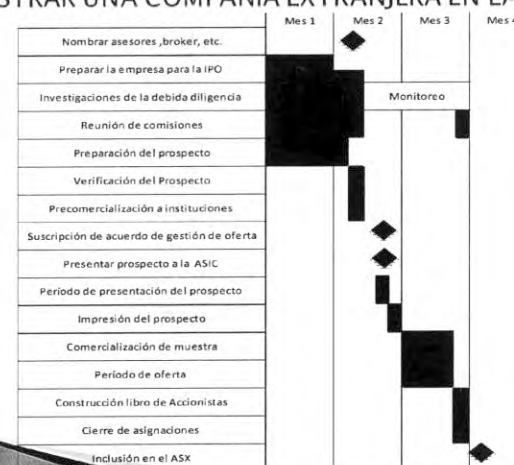 STRAR UNA COMPAÑIA EXTRANJERA EN LA
Mes 1 Mes 2 Mes 3 Mes 4
Nombrar asesores ,broker, etc.
Preparar la empresa para la IPO
Investigaciones de la debida diligencia Monitoreo
Reunión de comisiones
Preparación del prospecto
Verificación del Prospecto
Precomercialización a instituciones
Suscripción de acuerdo de gestión de oferta
Presentar prospecto a la ASIC
Período de presentación del prospecto
Impresión del prospecto
Comercialización de muestra
Período de oferta
Construcción libro de Accionistas
Cierre de asignaciones
Inclusión en el ASX